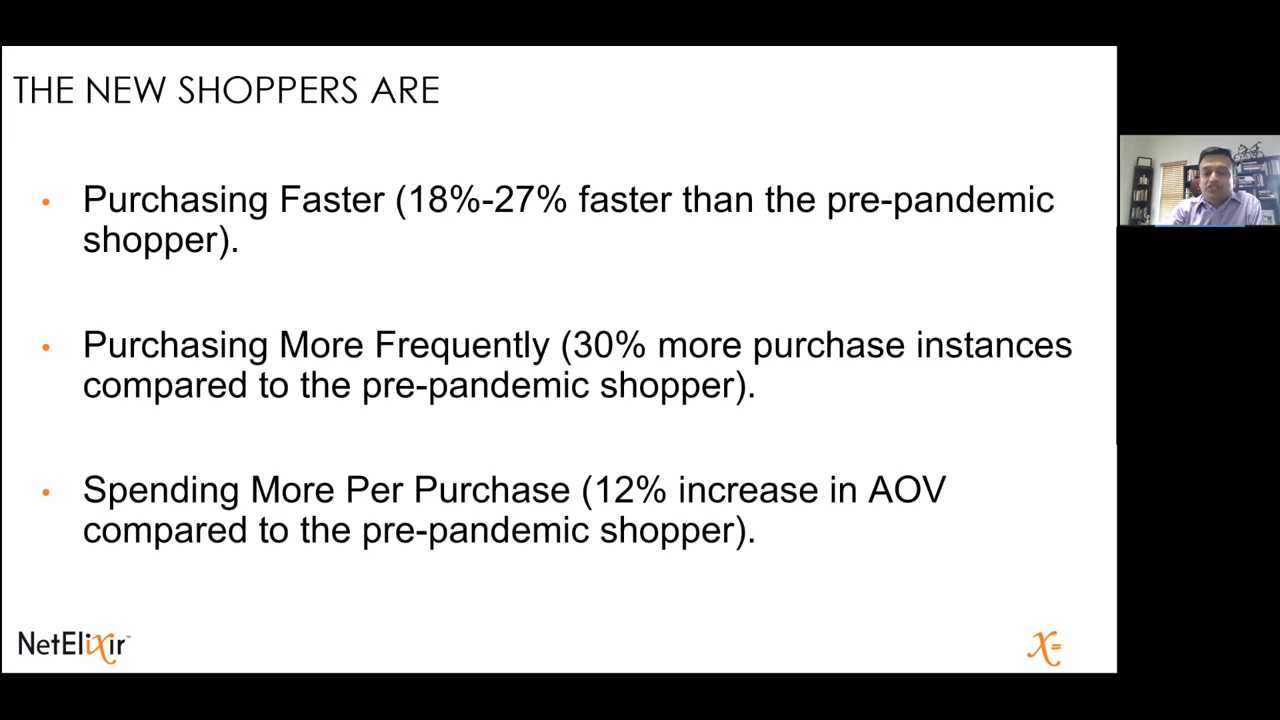 THE NEW SHOPPERS ARE
• Purchasing Faster (18%-27% faster than the pre-pandemic
shopper).
• Purchasing More Frequently (30% more purchase instances
compared to the pre-pandemic shopper).
• Spending More Per Purchase (12% increase in AOV
compared to the pre-pandemic shopper).
NetElixir™
X=